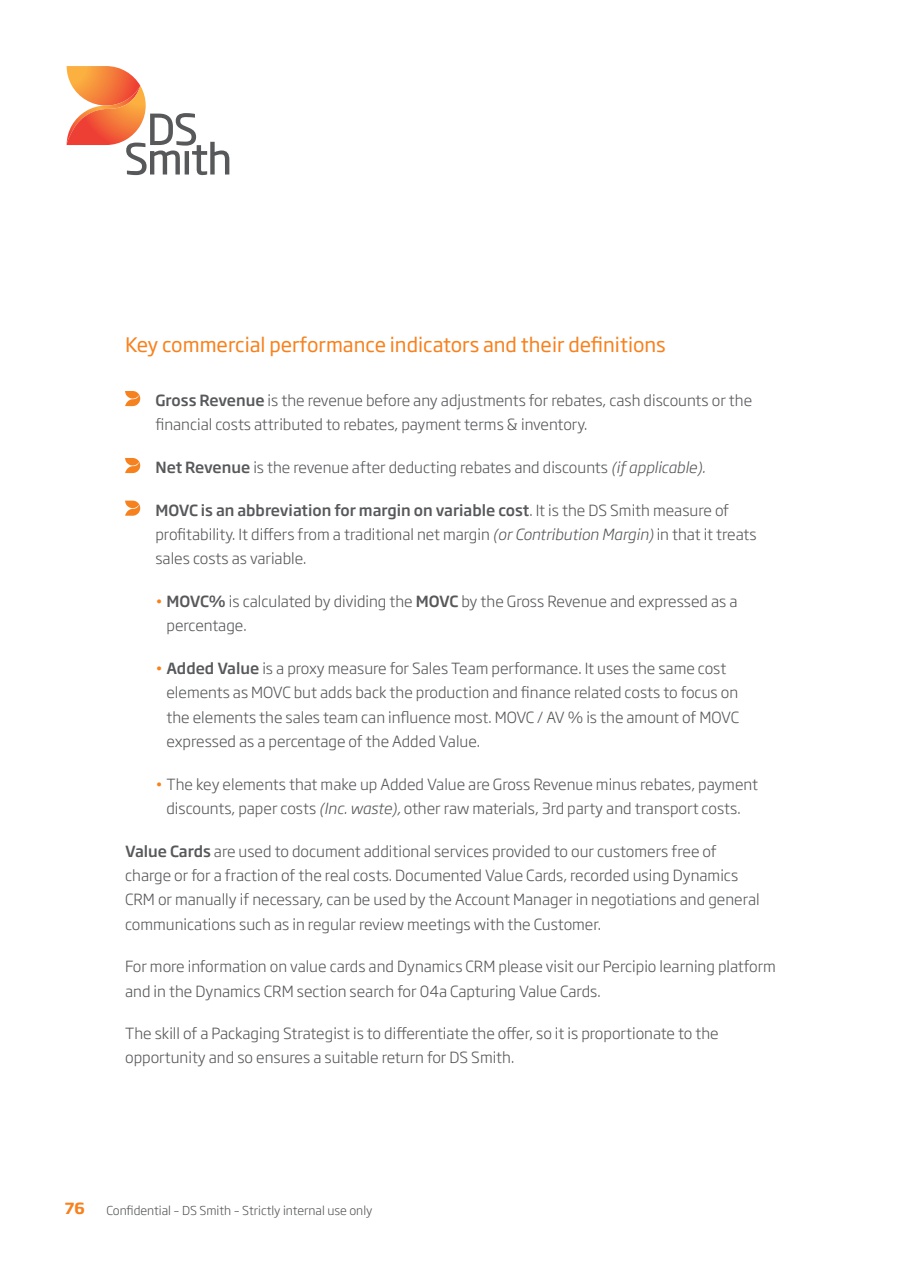 DS
Smith
Key commercial performance indicators and their definitions
Gross Revenue is the revenue before any adjustments for rebates, cash discounts or the
financial costs attributed to rebates, payment terms & inventory.
Net Revenue is the revenue after deducting rebates and discounts (if applicable).
MOVC is an abbreviation for margin on variable cost. It is the DS Smith measure of
profitability. It differs from a traditional net margin (or Contribution Margin) in that it treats
sales costs as variable.
• MOVC% is calculated by dividing the MOVC by the Gross Revenue and expressed as a
percentage.
• Added Value is a proxy measure for Sales Team performance. It uses the same cost
elements as MOVC but adds back the production and finance related costs to focus on
the elements the sales team can influence most. MOVC / AV % is the amount of MOVC
expressed as a percentage of the Added Value.
• The key elements that make up Added Value are Gross Revenue minus rebates, payment
discounts, paper costs (Inc. waste), other raw materials, 3rd party and transport costs.
Value Cards are used to document additional services provided to our customers free of
charge or for a fraction of the real costs. Documented Value Cards, recorded using Dynamics
CRM or manually if necessary, can be used by the Account Manager in negotiations and general
communications such as in regular review meetings with the Customer.
For more information on value cards and Dynamics CRM please visit our Percipio learning platform
and in the Dynamics CRM section search for 04a Capturing Value Cards.
The skill of a Packaging Strategist is to differentiate the offer, so it is proportionate to the
opportunity and so ensures a suitable return for DS Smith.
76 Confidential – DS Smith – Strictly internal use only